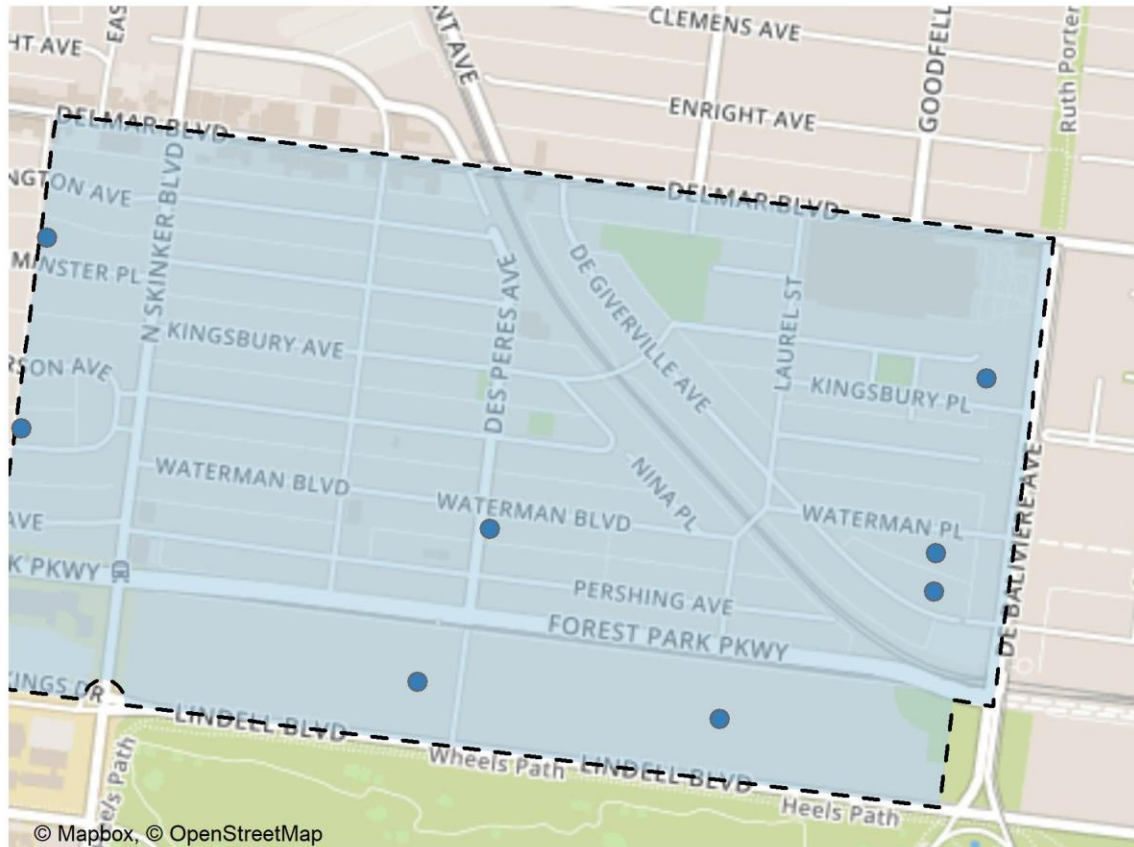 CLEMENS AVE
EAS
HT AVE
NT AVE
GOODFELL
Ruth Porter
ENRIGHT AVE
DELMAR BLVD
NGTON AVE
N SKINKER BLVD
DELMAR BLVD
MINSTER PL
DE GIVERVILLE AVE
DES PERES AVE
LAUREL ST
KINGSBURY AVE
RSON AVE
KINGSBURY PL
WATERMAN BLVD
WATERMAN BLVD
NINA PL
WATERMAN PL
AVE
K PKWY
PERSHING AVE
FOREST PARK PKWY
DE BALIVIERE AVE
KINGS DR
LINDELL BLVD
Wheels Path
LINDELL BLVD
Heels Path
eels Path
© Mapbox, © OpenStreetMap